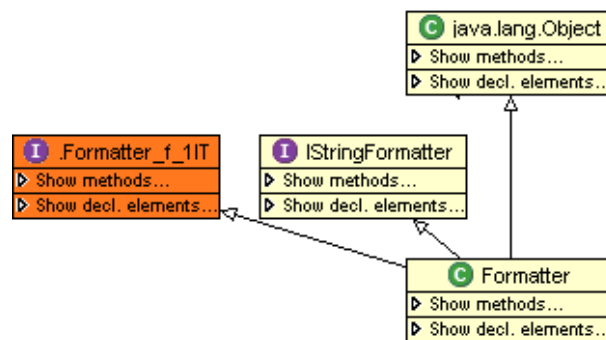 C java.lang.Object
Show methods...
Show decl. elements...
I .Formatter_f_1IT
Show methods...
Show decl. elements...
I IStringFormatter
Show methods...
Show decl. elements...
C Formatter
Show methods...
Show decl. elements...